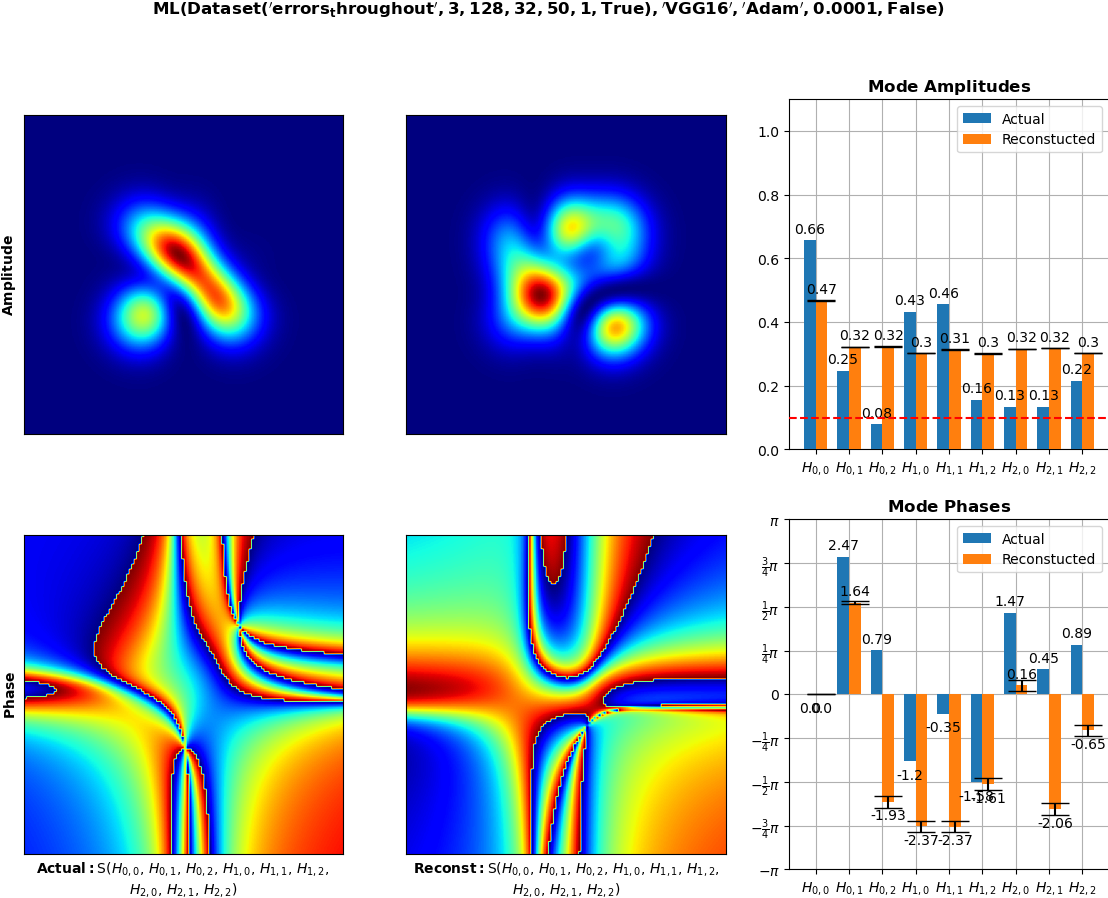 ML(Dataset('errors_throughout', 3, 128, 32, 50, 1, True), 'VGG16', 'Adam', 0.0001, False)
Amplitude
Mode Amplitudes
Actual
Reconstucted
1.0
0.8
0.6
0.4
0.2
0.0
0.66
0.47
0.25
0.32
0.08
0.32
0.43
0.3
0.46
0.31
0.16
0.3
0.13
0.32
0.13
0.32
0.22
0.3
H0,0 H0,1 H0,2 H1,0 H1,1 H1,2 H2,0 H2,1 H2,2
Phase
Actual: S(H0,0, H0,1, H0,2, H1,0, H1,1, H1,2,
H2,0, H2,1, H2,2)
Reconst: S(H0,0, H0,1, H0,2, H1,0, H1,1, H1,2,
H2,0, H2,1, H2,2)
Mode Phases
Actual
Reconstucted
π
3/4π
1/2π
1/4π
0
−1/4π
−1/2π
−3/4π
−π
0.0
0.0
2.47
1.64
0.79
-1.93
-1.2
-2.37
-0.35
-2.37
-1.61
1.47
0.16
0.45
-2.06
0.89
-0.65
H0,0 H0,1 H0,2 H1,0 H1,1 H1,2 H2,0 H2,1 H2,2